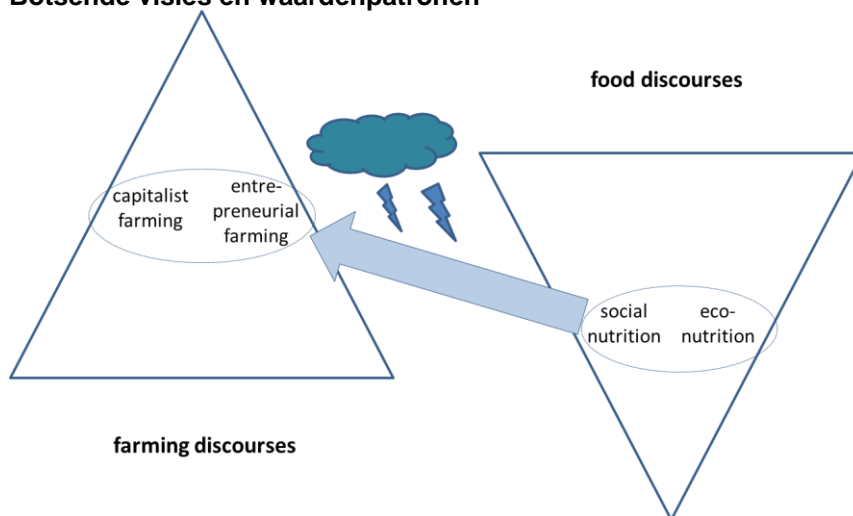 Botsende visies en waardenpatronen
food discourses
capitalist
farming
entre-
preneurial
farming
social
nutrition
eco-
nutrition
farming discourses